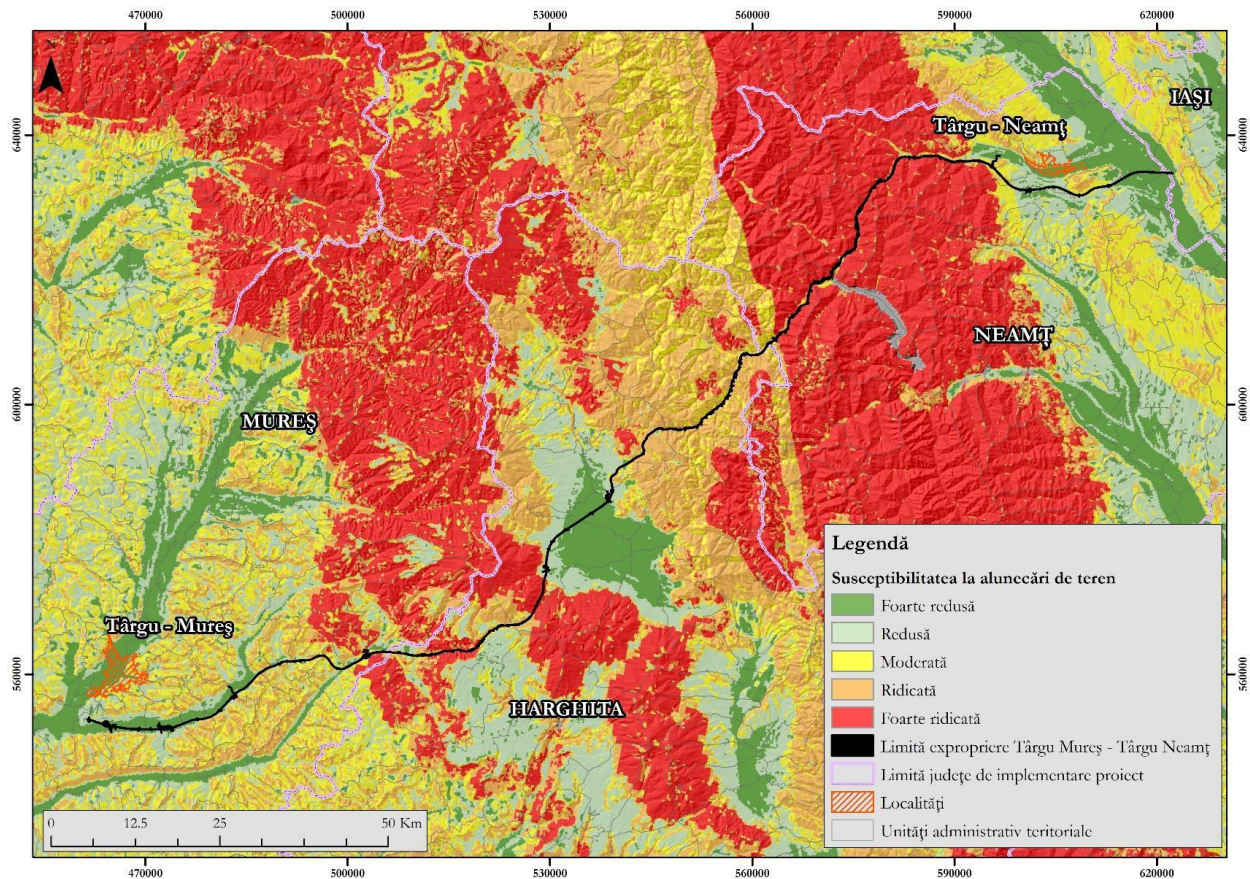 470000 500000 530000 560000 590000 620000
IAŞI
Târgu - Neamţ
640000 640000
NEAMŢ
600000 600000
MUREŞ
Târgu - Mureş
560000 560000
HARGHITA
Legendă
Susceptibilitatea la alunecări de teren
Foarte redusă
Redusă
Moderată
Ridicată
Foarte ridicată
Limită expropriere Târgu Mureş - Târgu Neamţ
Limită judeţe de implementare proiect
Localităţi
Unităţi administrativ teritoriale
0 12.5 25 50 Km
470000 500000 530000 560000 590000 620000